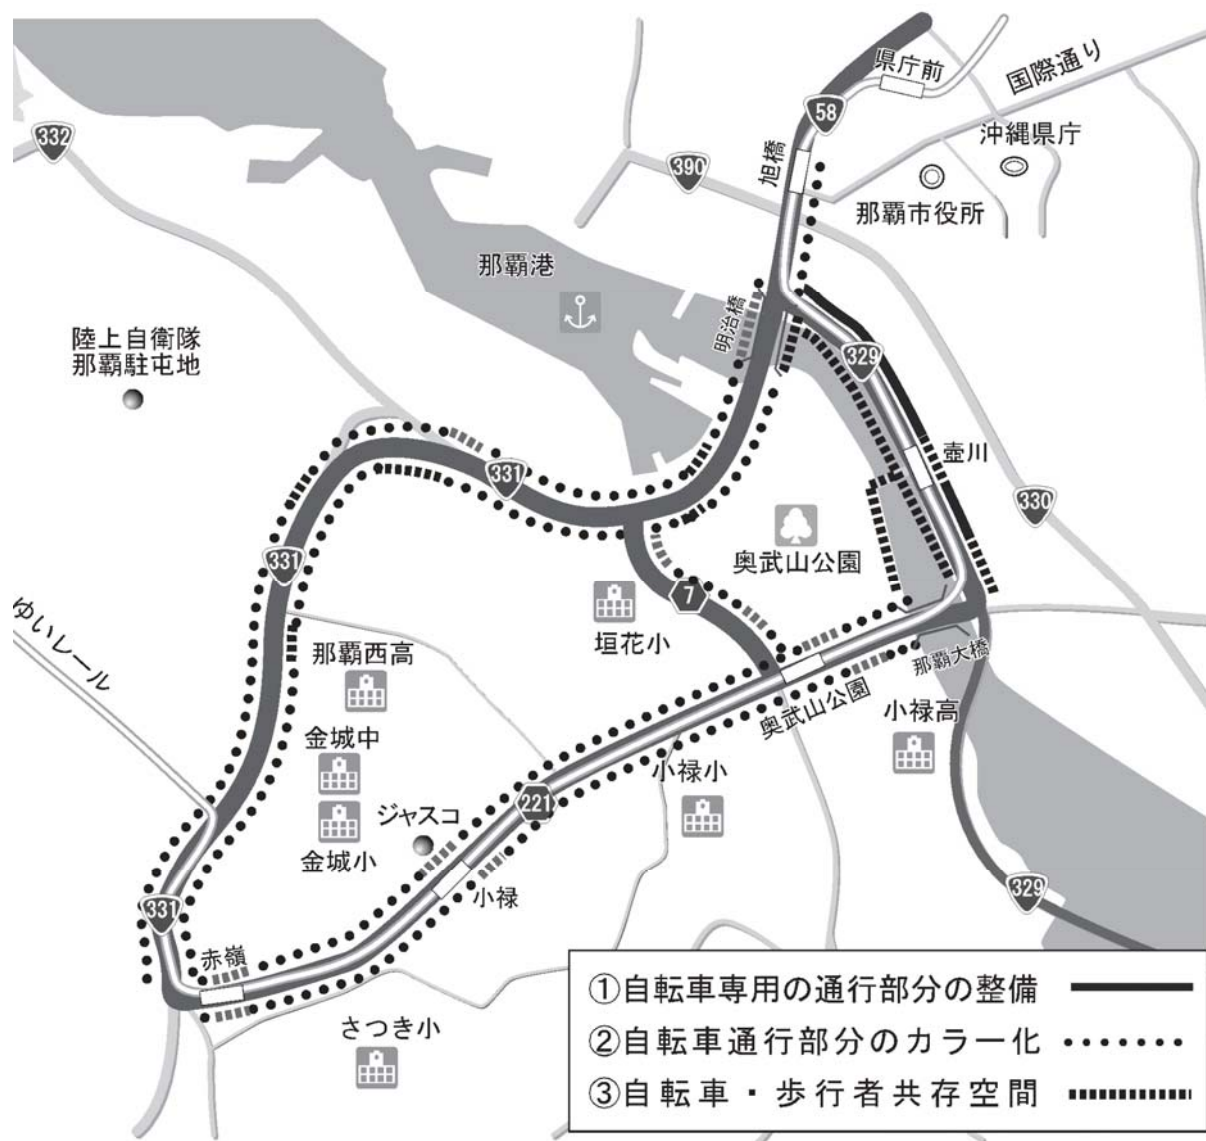 県庁前
国際通り
58
332
沖縄県庁
390
旭橋
那覇市役所
那覇港
明治橋
陸上自衛隊
那覇駐屯地
329
壺川
331
330
奥武山公園
331
7
ゆいレール
垣花小
那覇西高
那覇大橋
奥武山公園
小禄高
金城中
小禄小
221
ジャスコ
金城小
小禄
329
331
赤嶺
さつき小
①自転車専用の通行部分の整備
②自転車通行部分のカラー化
③自転車・歩行者共存空間